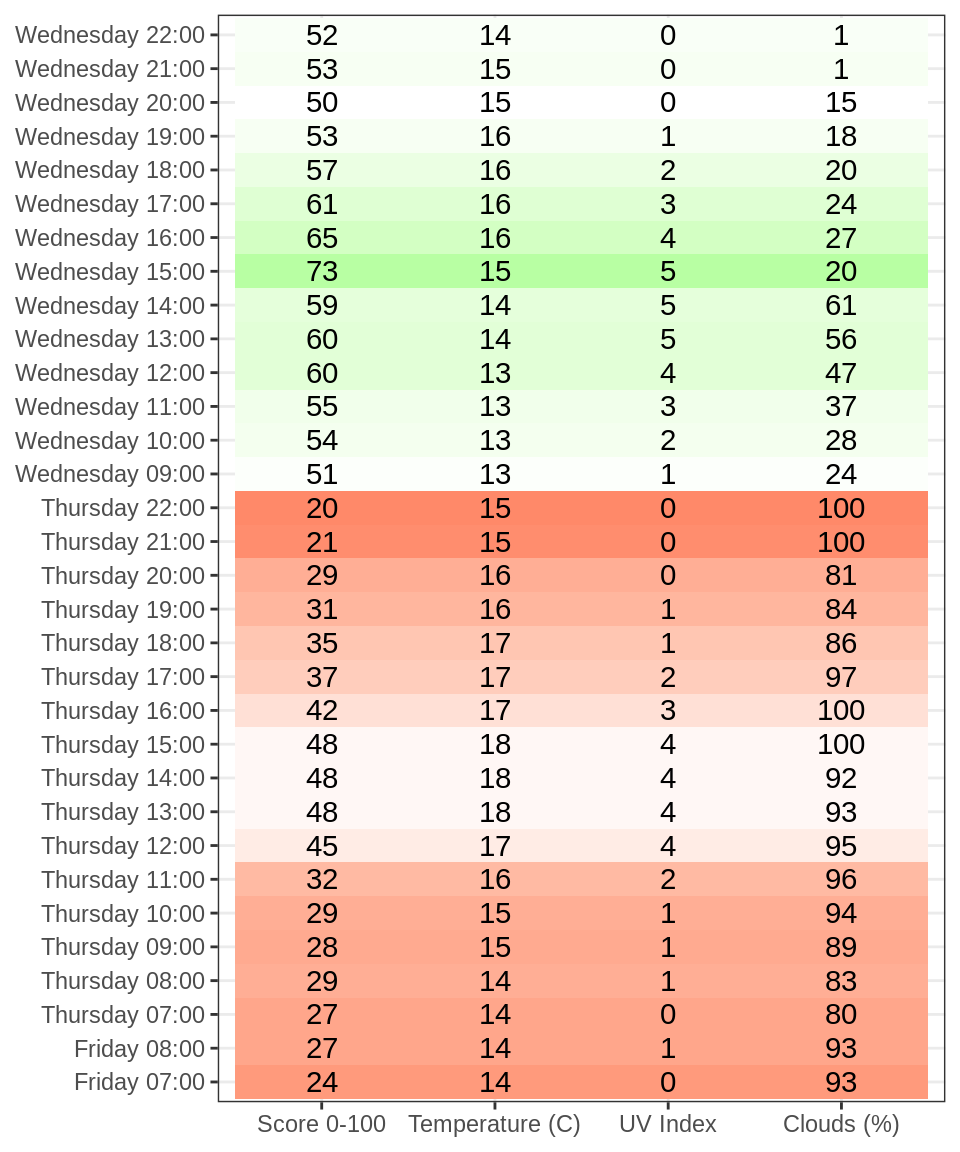 Wednesday 22:00 52 14 0 1
Wednesday 21:00 53 15 0 1
Wednesday 20:00 50 15 0 15
Wednesday 19:00 53 16 1 18
Wednesday 18:00 57 16 2 20
Wednesday 17:00 61 16 3 24
Wednesday 16:00 65 16 4 27
Wednesday 15:00 73 15 5 20
Wednesday 14:00 59 14 5 61
Wednesday 13:00 60 14 5 56
Wednesday 12:00 60 13 4 47
Wednesday 11:00 55 13 3 37
Wednesday 10:00 54 13 2 28
Wednesday 09:00 51 13 1 24
Thursday 22:00 20 15 0 100
Thursday 21:00 21 15 0 100
Thursday 20:00 29 16 0 81
Thursday 19:00 31 16 1 84
Thursday 18:00 35 17 1 86
Thursday 17:00 37 17 2 97
Thursday 16:00 42 17 3 100
Thursday 15:00 48 18 4 100
Thursday 14:00 48 18 4 92
Thursday 13:00 48 18 4 93
Thursday 12:00 45 17 4 95
Thursday 11:00 32 16 2 96
Thursday 10:00 29 15 1 94
Thursday 09:00 28 15 1 89
Thursday 08:00 29 14 1 83
Thursday 07:00 27 14 0 80
Friday 08:00 27 14 1 93
Friday 07:00 24 14 0 93
Score 0-100 Temperature (C) UV Index Clouds (%)